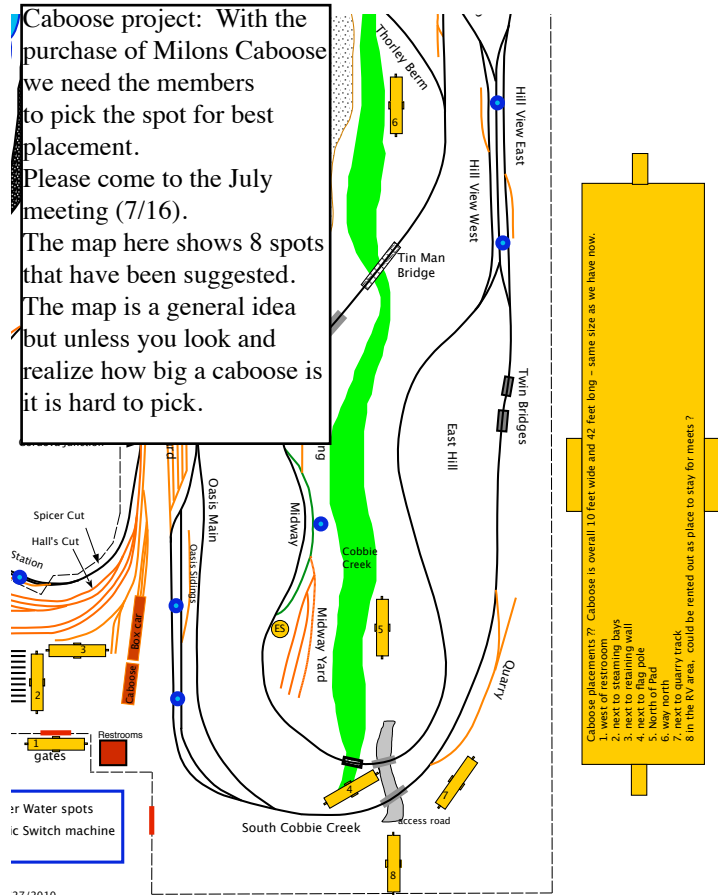 Caboose project:  With the
purchase of Milons Caboose
we need the members
to pick the spot for best
placement.
Please come to the July
meeting (7/16).
The map here shows 8 spots
that have been suggested.
The map is a general idea
but unless you look and
realize how big a caboose is
it is hard to pick.
Thorley Berm
6
Hill View East
Hill View West
Tin Man
Bridge
Twin Bridges
East Hill
Oasis Main
Midway
Spicer Cut
Hall's Cut
Station
Oasis Sidings
Cobbie
Creek
ES
Midway Yard
5
Box car
Caboose
3
2
1
gates
Restrooms
Quarry
4
7
access road
South Cobbie Creek
8
er Water spots
ic Switch machine
27/2010
Caboose placements ??  Caboose is overall 10 feet wide and 42 feet long – same size as we have now.
1. west of restrooom
2. next to steaming bays
3. next to retaining wall
4. next to flag pole
5. North of Pad
6. way north
7. next to quarry track
8 in the RV area,  could be rented out as place to stay for meets ?